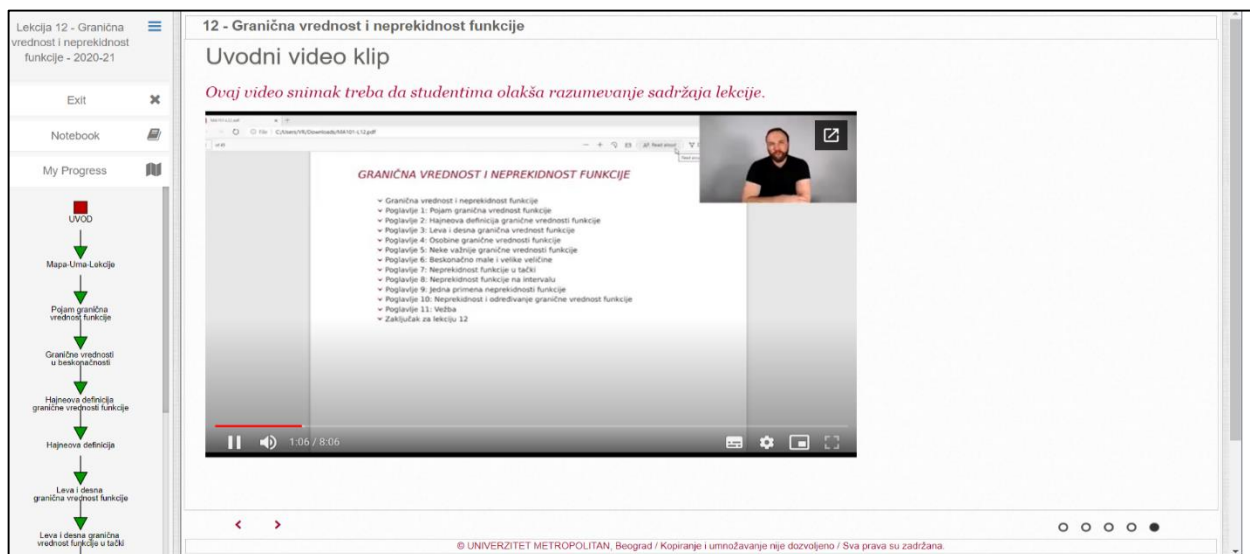 Lekcija 12 - Granična
vrednost i neprekidnost
funkcije - 2020-21
Exit
Notebook
My Progress
UVOD
Mapa-Uma-Lekcije
Pojam granična
vrednost funkcije
Granične vrednosti
u beskonačnosti
Hajneova definicija
granične vrednosti funkcije
Hajneova definicija
Leva i desna
granična vrednost funkcije
Leva i desna granična
vrednost funkcije u tački
12 - Granična vrednost i neprekidnost funkcije
Uvodni video klip
Ovaj video snimak treba da studentima olakša razumevanje sadržaja lekcije.
C:/Users/VR/Downloads/MA101-L12.pdf
Read aloud
GRANIČNA VREDNOST I NEPREKIDNOST FUNKCIJE
Granična vrednost i neprekidnost funkcije
Poglavlje 1: Pojam granična vrednost funkcije
Poglavlje 2: Hajneova definicija granične vrednosti funkcije
Poglavlje 3: Leva i desna granična vrednost funkcije
Poglavlje 4: Osobine granične vrednosti funkcije
Poglavlje 5: Neke važnije granične vrednosti funkcije
Poglavlje 6: Beskonačno male i velike veličine
Poglavlje 7: Neprekidnost funkcije u tački
Poglavlje 8: Neprekidnost funkcije na intervalu
Poglavlje 9: Jedna primena neprekidnosti funkcije
Poglavlje 10: Neprekidnost i određivanje granične vrednost funkcije
Poglavlje 11: Vežba
Zaključak za lekciju 12
1:06 / 8:06
© UNIVERZITET METROPOLITAN, Beograd / Kopiranje i umnožavanje nije dozvoljeno / Sva prava su zadržana.